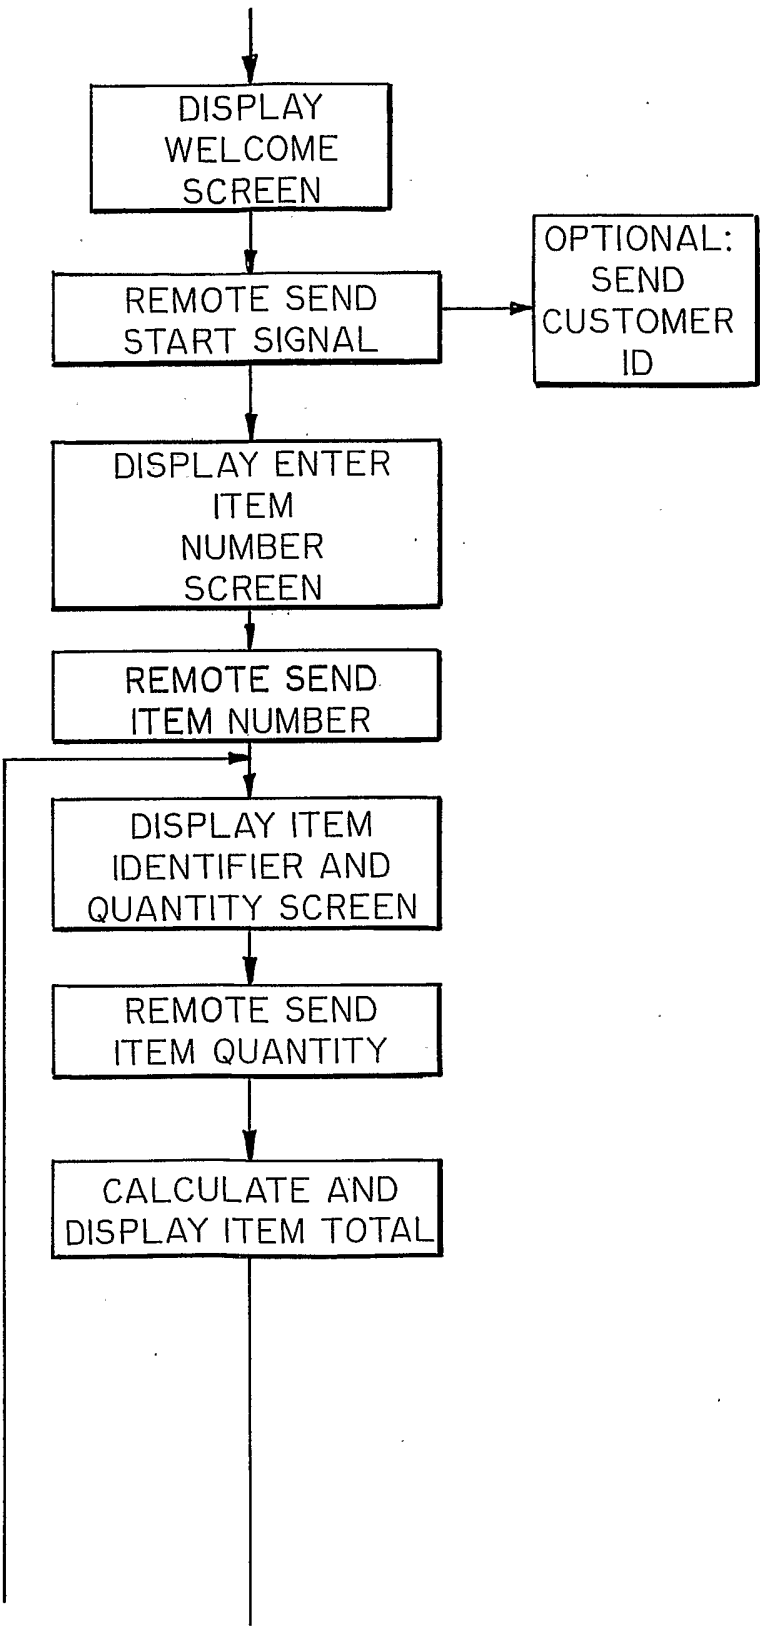 DISPLAY
WELCOME
SCREEN
REMOTE SEND
START SIGNAL
OPTIONAL:
SEND
CUSTOMER
ID
DISPLAY ENTER
ITEM
NUMBER
SCREEN
REMOTE SEND
ITEM NUMBER
DISPLAY ITEM
IDENTIFIER AND
QUANTITY SCREEN
REMOTE SEND
ITEM QUANTITY
CALCULATE AND
DISPLAY ITEM TOTAL